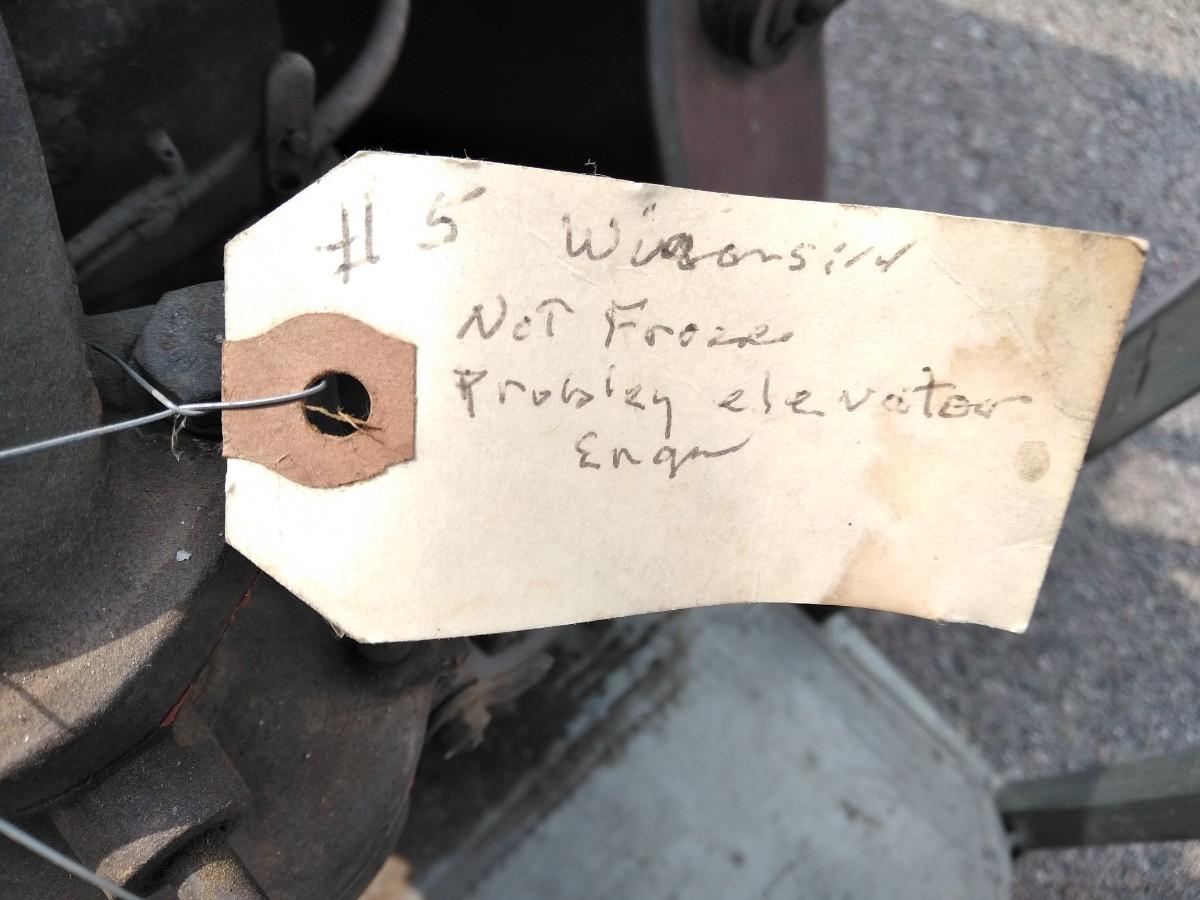 # 5 Wisconsin
Not Froze
Probley elevator
Engn